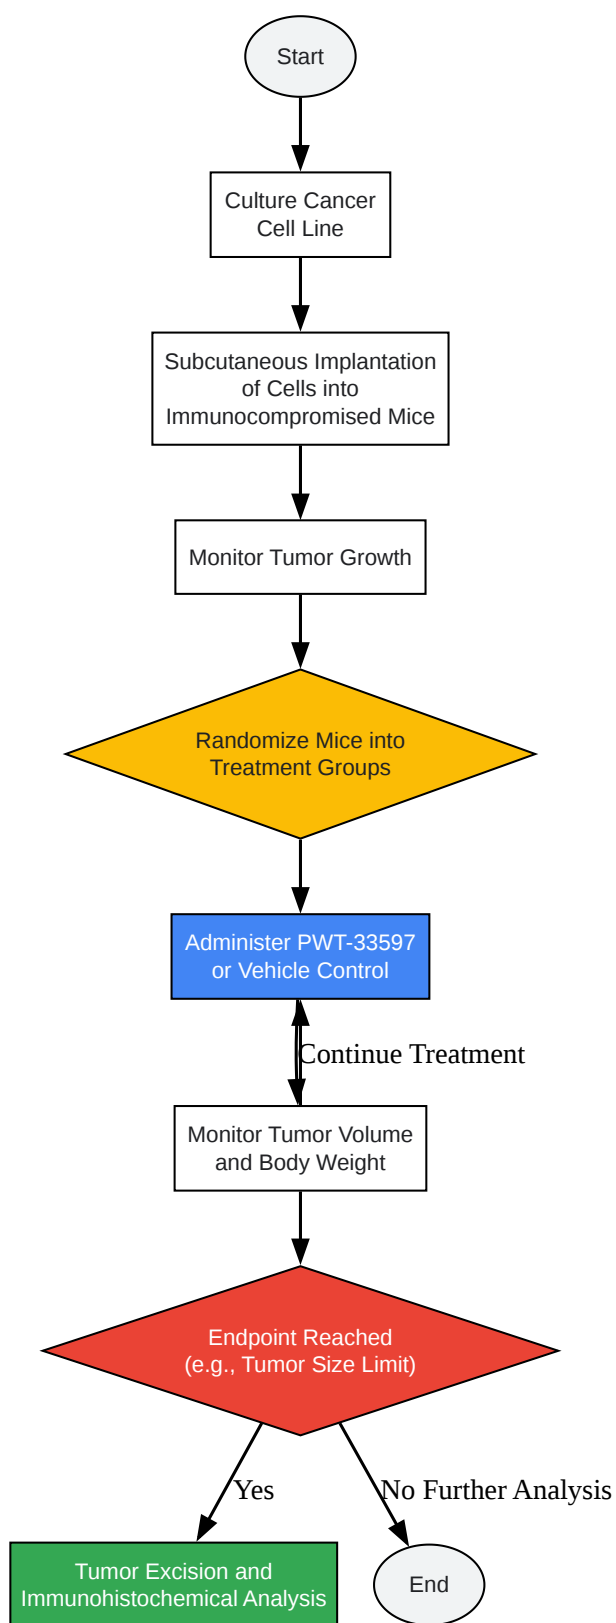 Start
Culture Cancer
Cell Line
Subcutaneous Implantation
of Cells into
Immunocompromised Mice
Monitor Tumor Growth
Randomize Mice into
Treatment Groups
Administer PWT-33597
or Vehicle Control
Continue Treatment
Monitor Tumor Volume
and Body Weight
Endpoint Reached
(e.g., Tumor Size Limit)
Yes
No Further Analysis
Tumor Excision and
Immunohistochemical Analysis
End